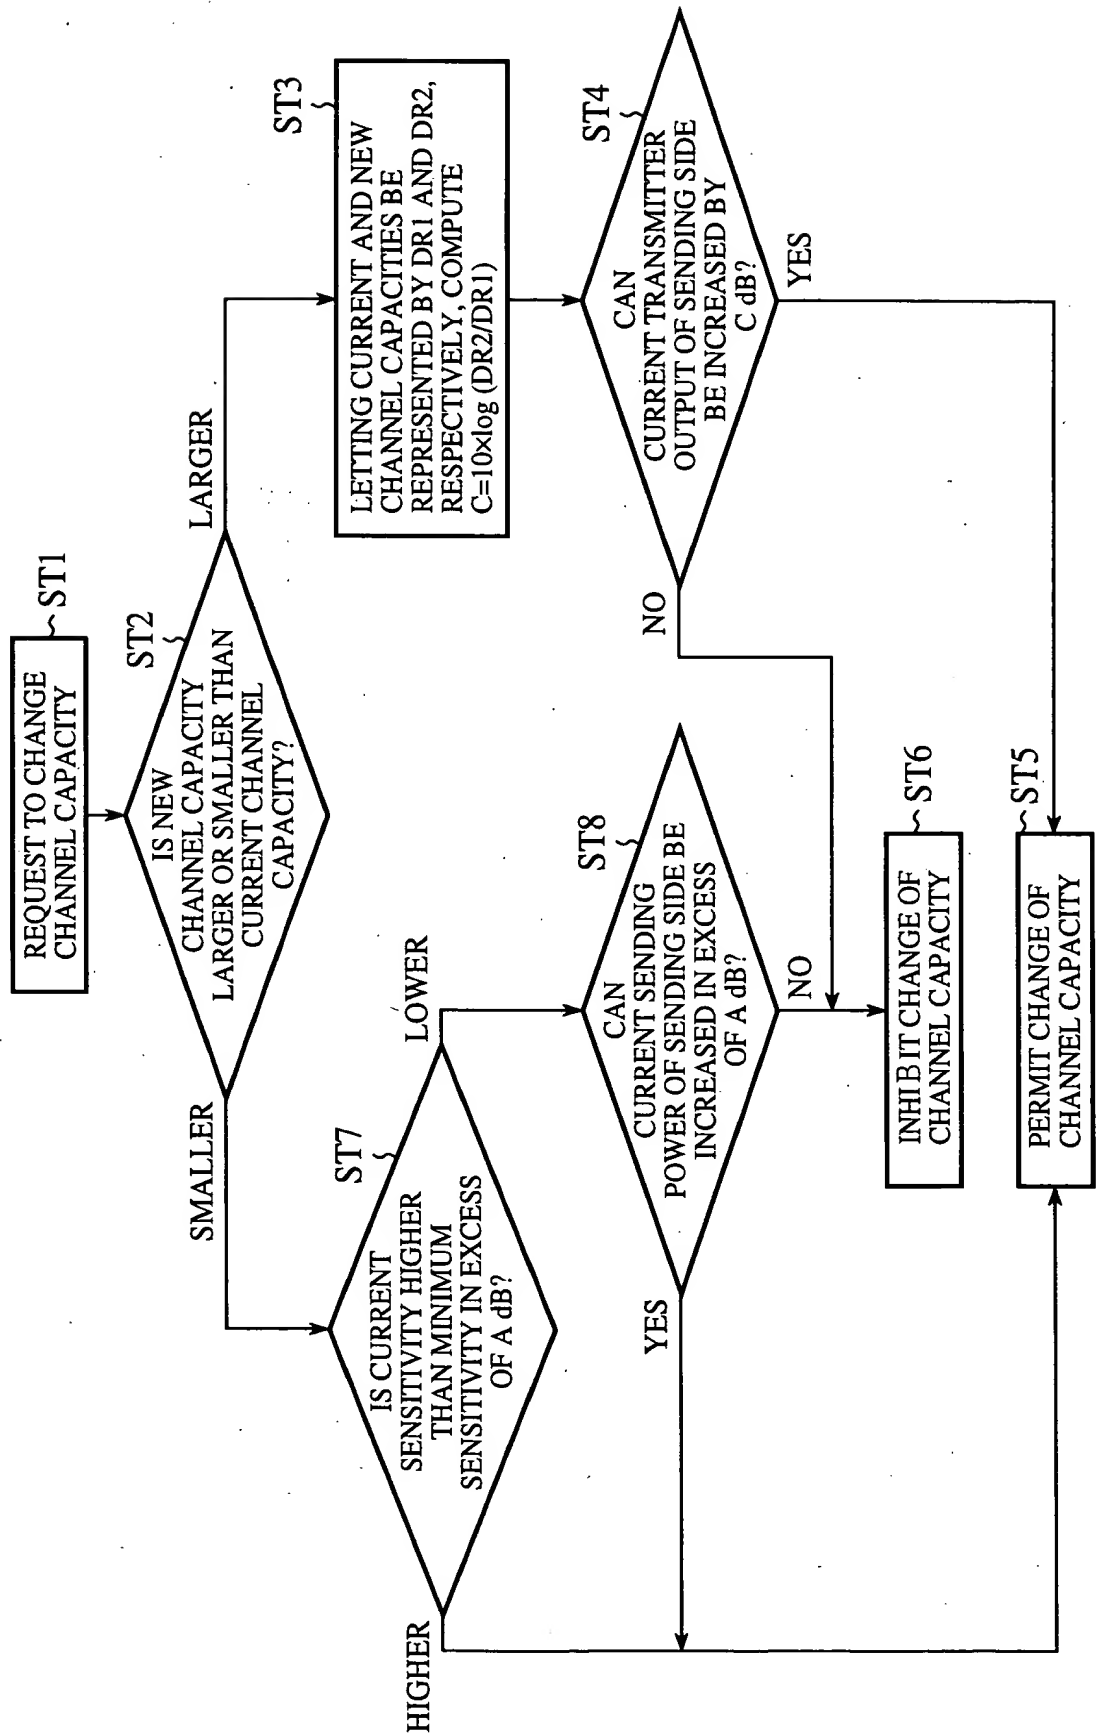 REQUEST TO CHANGE
CHANNEL CAPACITY
ST1
ST2
IS NEW
CHANNEL CAPACITY
LARGER OR SMALLER THAN
CURRENT CHANNEL
CAPACITY?
SMALLER
LARGER
ST3
LETTING CURRENT AND NEW
CHANNEL CAPACITIES BE
REPRESENTED BY DR1 AND DR2,
RESPECTIVELY, COMPUTE
C=10×log (DR2/DR1)
ST7
IS CURRENT
SENSITIVITY HIGHER
THAN MINIMUM
SENSITIVITY IN EXCESS
OF A dB?
HIGHER
LOWER
ST8
CAN
CURRENT SENDING
POWER OF SENDING SIDE BE
INCREASED IN EXCESS
OF A dB?
YES
NO
ST4
CAN
CURRENT TRANSMITTER
OUTPUT OF SENDING SIDE
BE INCREASED BY
C dB?
NO
YES
ST6
INHIBIT CHANGE OF
CHANNEL CAPACITY
ST5
PERMIT CHANGE OF
CHANNEL CAPACITY